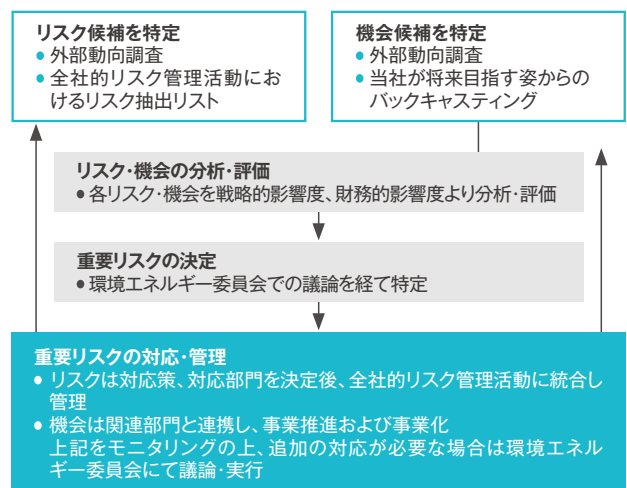 リスク候補を特定
● 外部動向調査
● 全社的リスク管理活動にお
けるリスク抽出リスト
機会候補を特定
● 外部動向調査
● 当社が将来目指す姿からの
バックキャスティング
リスク・機会の分析・評価
● 各リスク・機会を戦略的影響度、財務的影響度より分析・評価
重要リスクの決定
● 環境エネルギー委員会での議論を経て特定
重要リスクの対応・管理
● リスクは対応策、対応部門を決定後、全社的リスク管理活動に統合し
管理
● 機会は関連部門と連携し、事業推進および事業化
上記をモニタリングの上、追加の対応が必要な場合は環境エネル
ギー委員会にて議論・実行